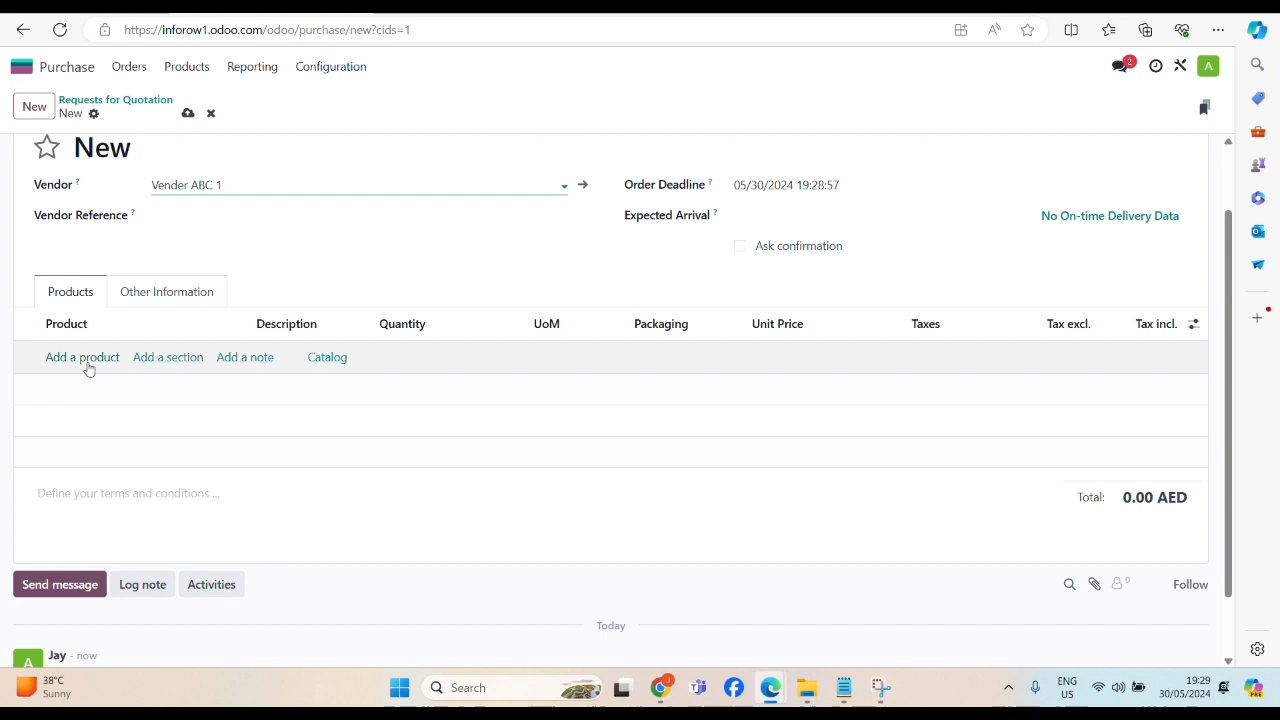 https://inforow1.odoo.com/odoo/purchase/new?cids=1
Purchase Orders Products Reporting Configuration 2 A
New Requests for Quotation
New
New
Vendor ? Vender ABC 1 Order Deadline ? 05/30/2024 19:28:57
Vendor Reference ? Expected Arrival ? No On-time Delivery Data
Ask confirmation
Products Other Information
Product Description Quantity UoM Packaging Unit Price Taxes Tax excl. Tax incl.
Add a product Add a section Add a note Catalog
Define your terms and conditions ... Total: 0.00 AED
Send message Log note Activities 0 Follow
Today
A Jay - now
38°C
Sunny
Search
ENG
US
19:29
30/05/2024